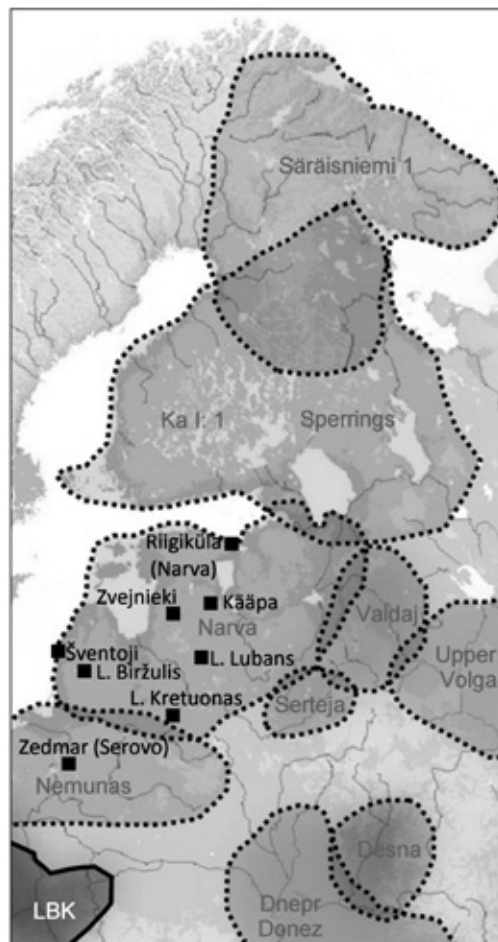 Säräisniemi 1
Ka I: 1
Sperrings
Riigiküla
(Narva)
Zvejnieki
Kääpa
Narva
Valdaj
Šventoji
L. Lubans
L. Biržulis
Upper
Volga
L. Kretuonas
Serteja
Zedmar (Serovo)
Nemunas
Desna
LBK
Dnepr
Donez